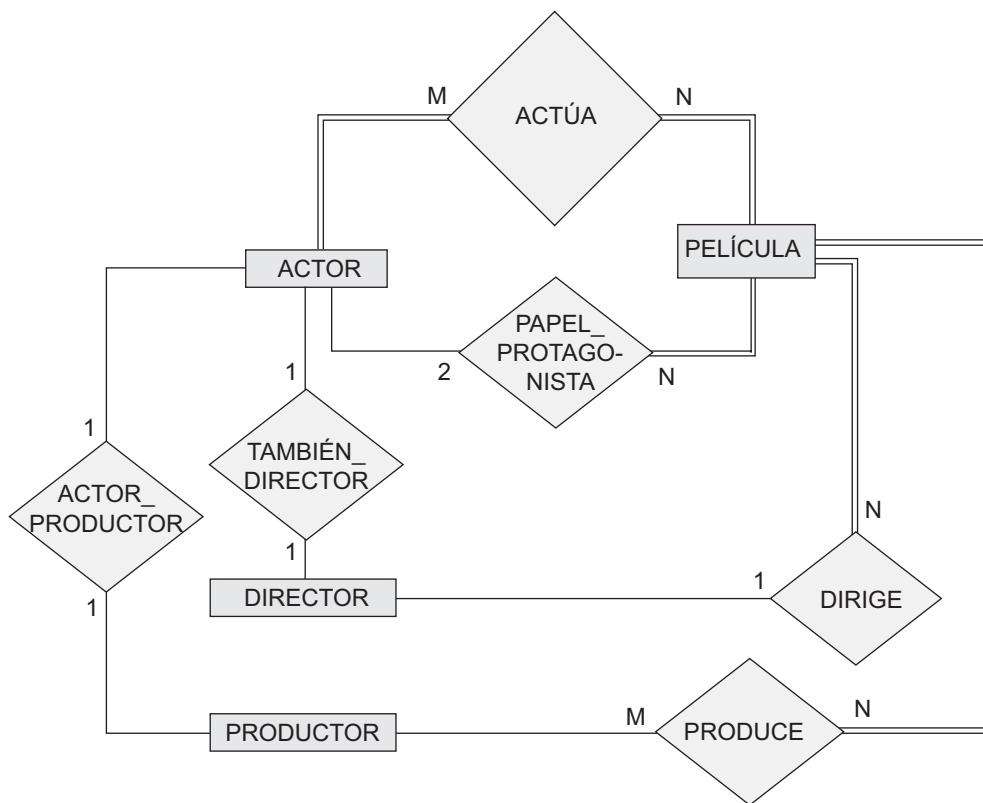 M
N
ACTÚA
PELÍCULA
ACTOR
PAPEL_
PROTAGO-
NISTA
2
N
1
1
TAMBIÉN_
DIRECTOR
ACTOR_
PRODUCTOR
N
1
1
1
DIRECTOR
DIRIGE
M
N
PRODUCTOR
PRODUCE